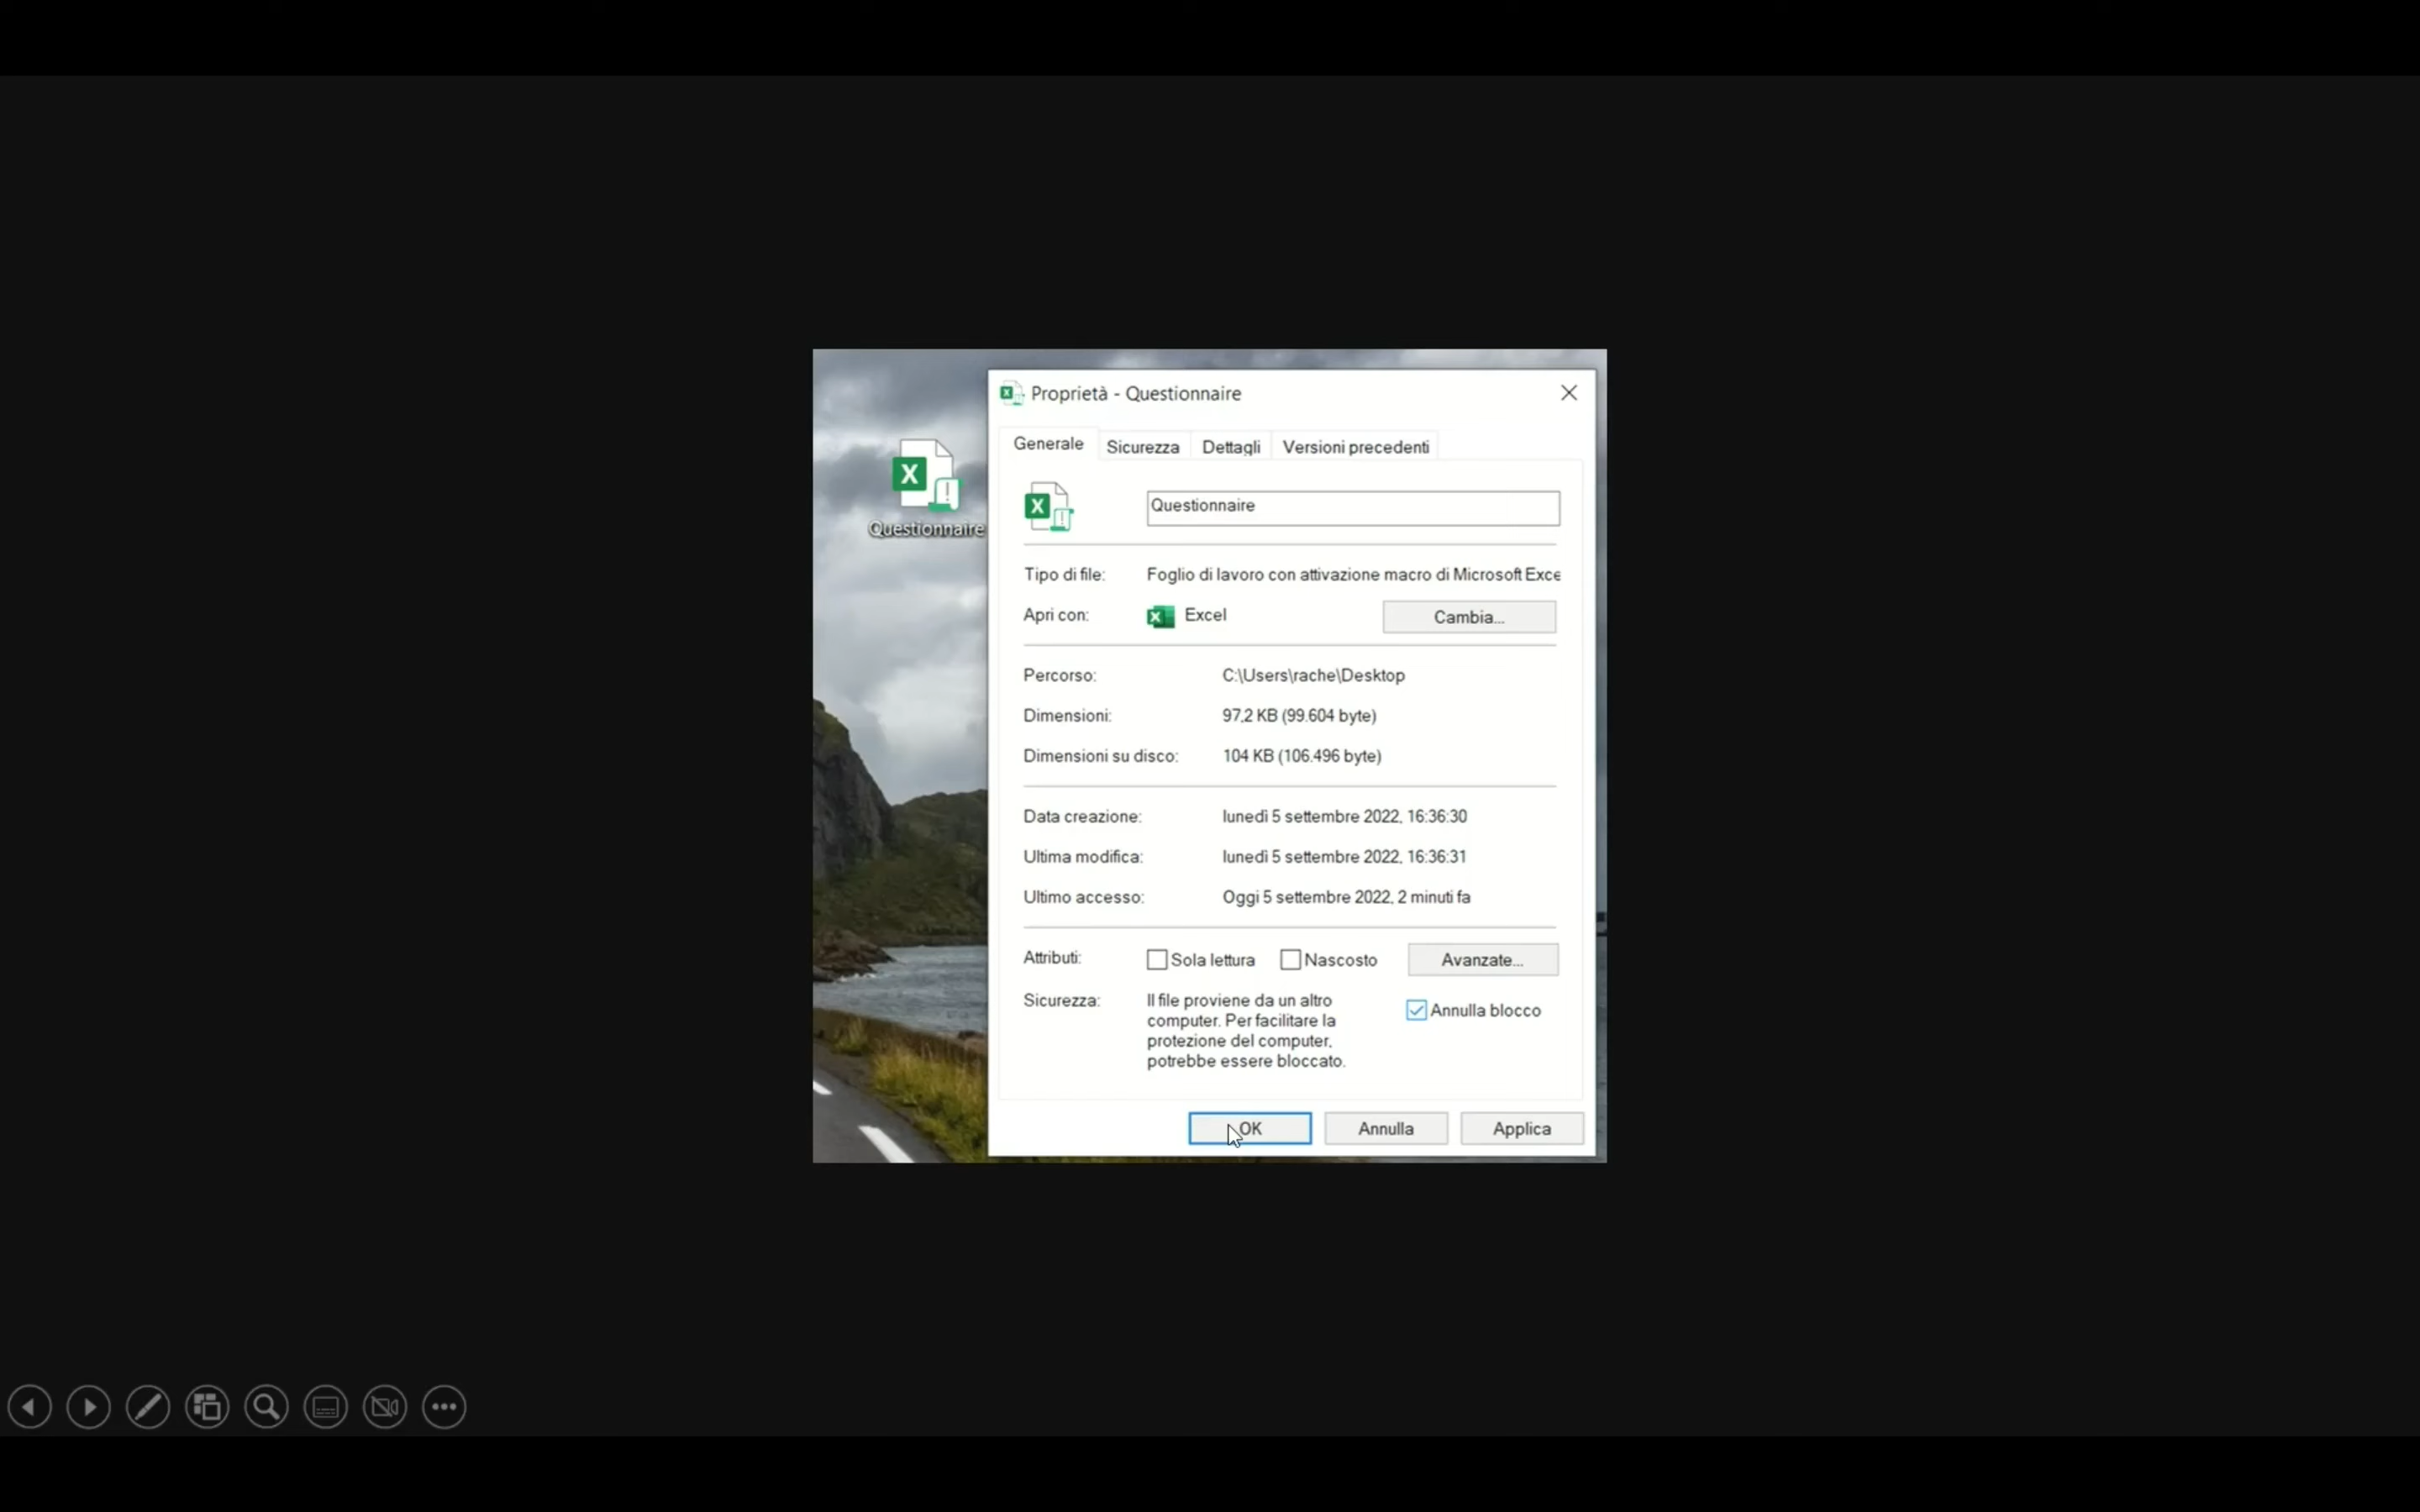 Questionnaire
Proprietà - Questionnaire
Generale Sicurezza Dettagli Versioni precedenti
Questionnaire
Tipo di file: Foglio di lavoro con attivazione macro di Microsoft Exce
Apri con: Excel Cambia...
Percorso: C:\Users\rache\Desktop
Dimensioni: 97,2 KB (99.604 byte)
Dimensioni su disco: 104 KB (106.496 byte)
Data creazione: lunedì 5 settembre 2022, 16:36:30
Ultima modifica: lunedì 5 settembre 2022, 16:36:31
Ultimo accesso: Oggi 5 settembre 2022, 2 minuti fa
Attributi: Sola lettura Nascosto Avanzate...
Sicurezza: Il file proviene da un altro
computer. Per facilitare la
protezione del computer,
potrebbe essere bloccato.
Annulla blocco
OK Annulla Applica